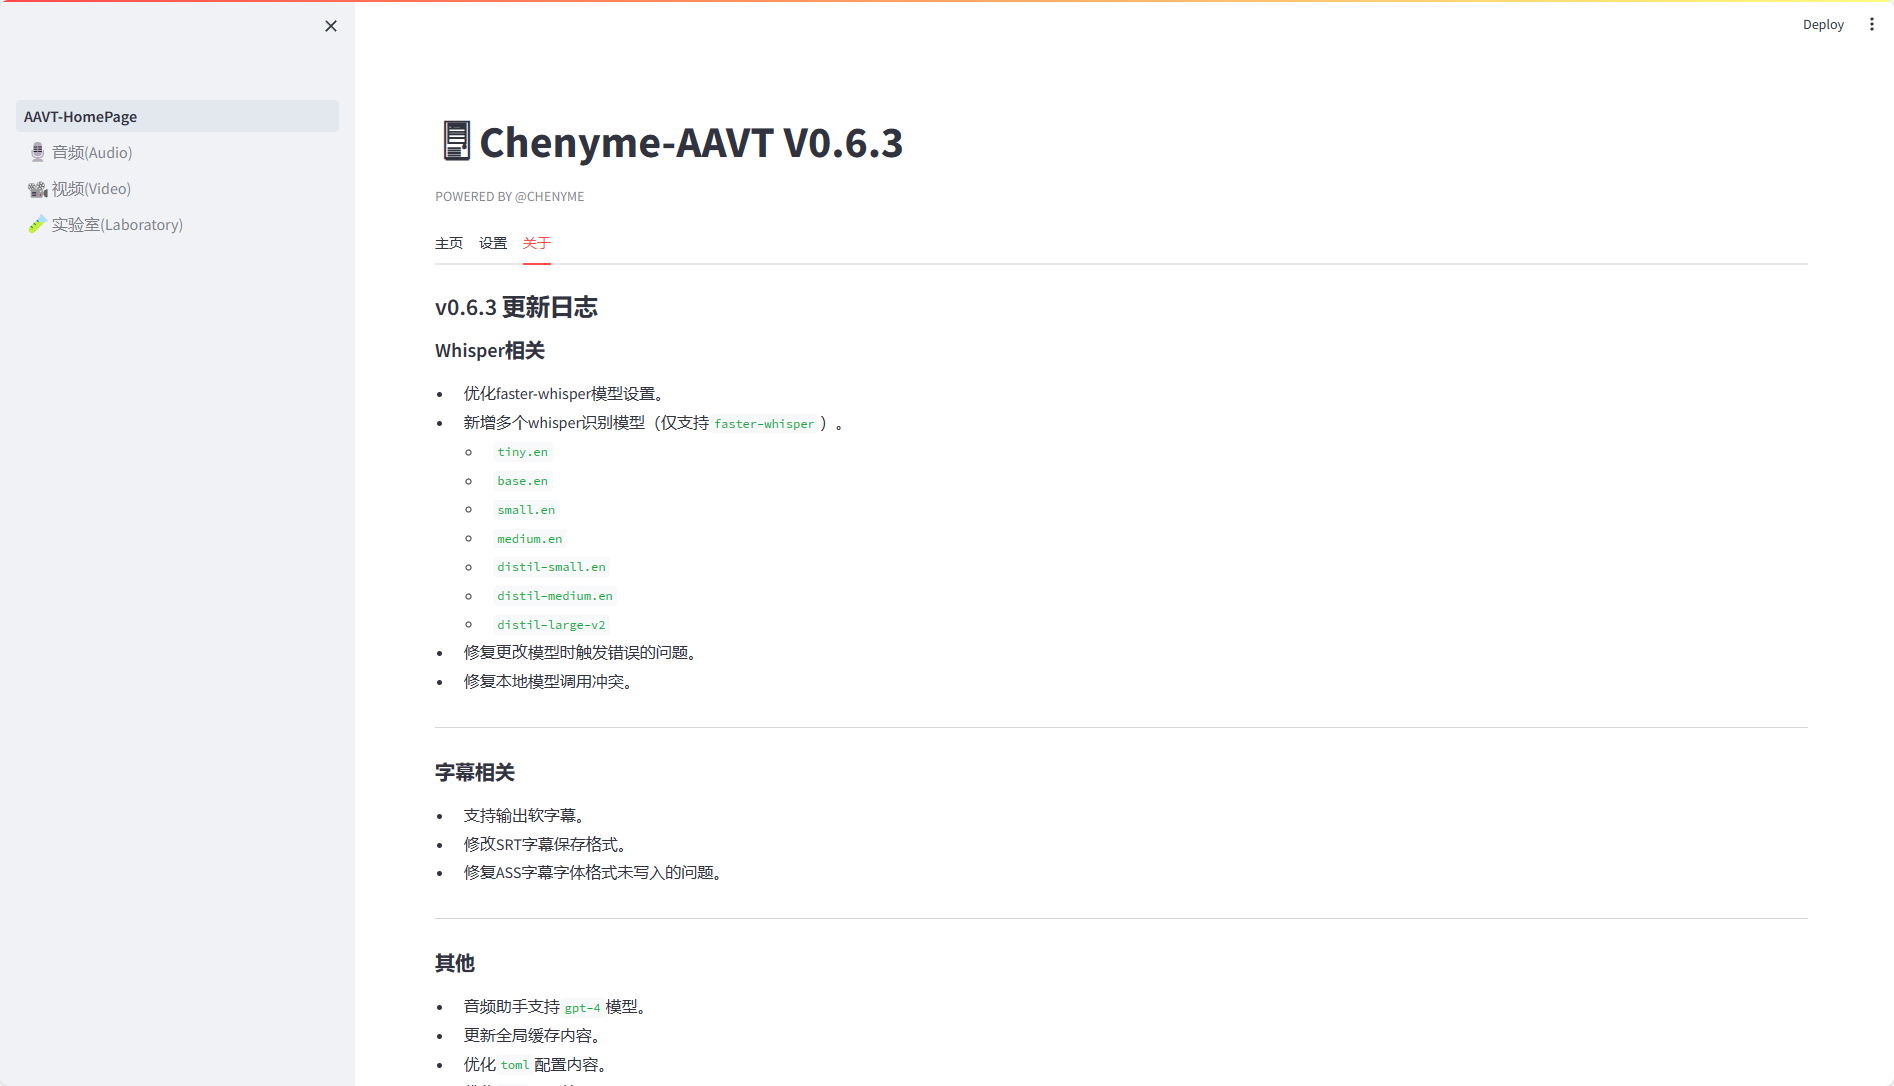 Deploy
AAVT-HomePage
音频(Audio)
视频(Video)
实验室(Laboratory)
Chenyme-AAVT V0.6.3
POWERED BY @CHENYME
主页 设置 关于
v0.6.3 更新日志
Whisper相关
优化faster-whisper模型设置。
新增多个whisper识别模型（仅支持 faster-whisper ）。
tiny.en
base.en
small.en
medium.en
distil-small.en
distil-medium.en
distil-large-v2
修复更改模型时触发错误的问题。
修复本地模型调用冲突。
字幕相关
支持输出软字幕。
修改SRT字幕保存格式。
修复ASS字幕字体格式未写入的问题。
其他
音频助手支持 gpt-4 模型。
更新全局缓存内容。
优化 toml 配置内容。